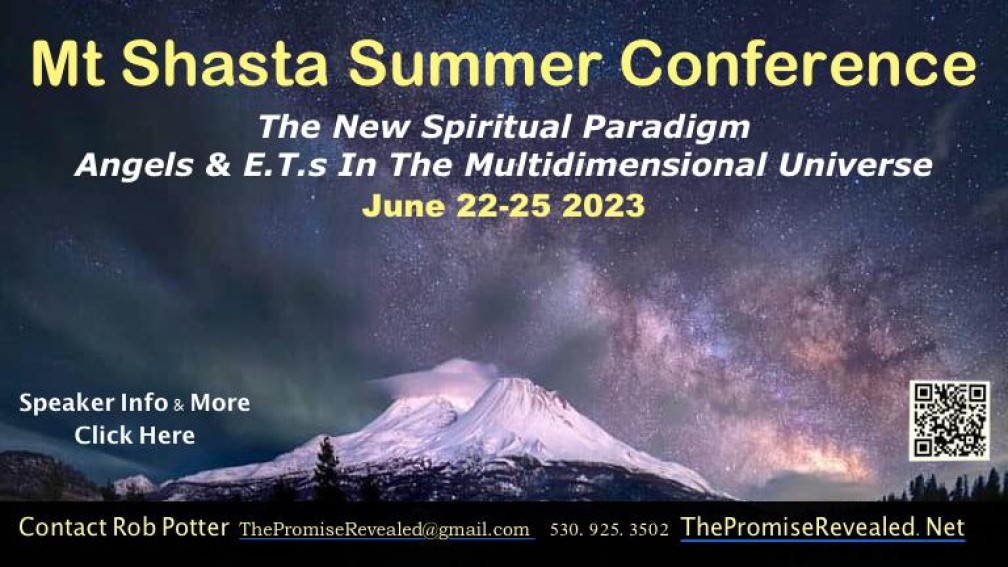 Mt Shasta Summer Conference
The New Spiritual Paradigm
Angels & E.T.s In The Multidimensional Universe
June 22-25 2023
Speaker Info & More
Click Here
Contact Rob Potter ThePromiseRevealed@gmail.com 530. 925. 3502 ThePromiseRevealed. Net